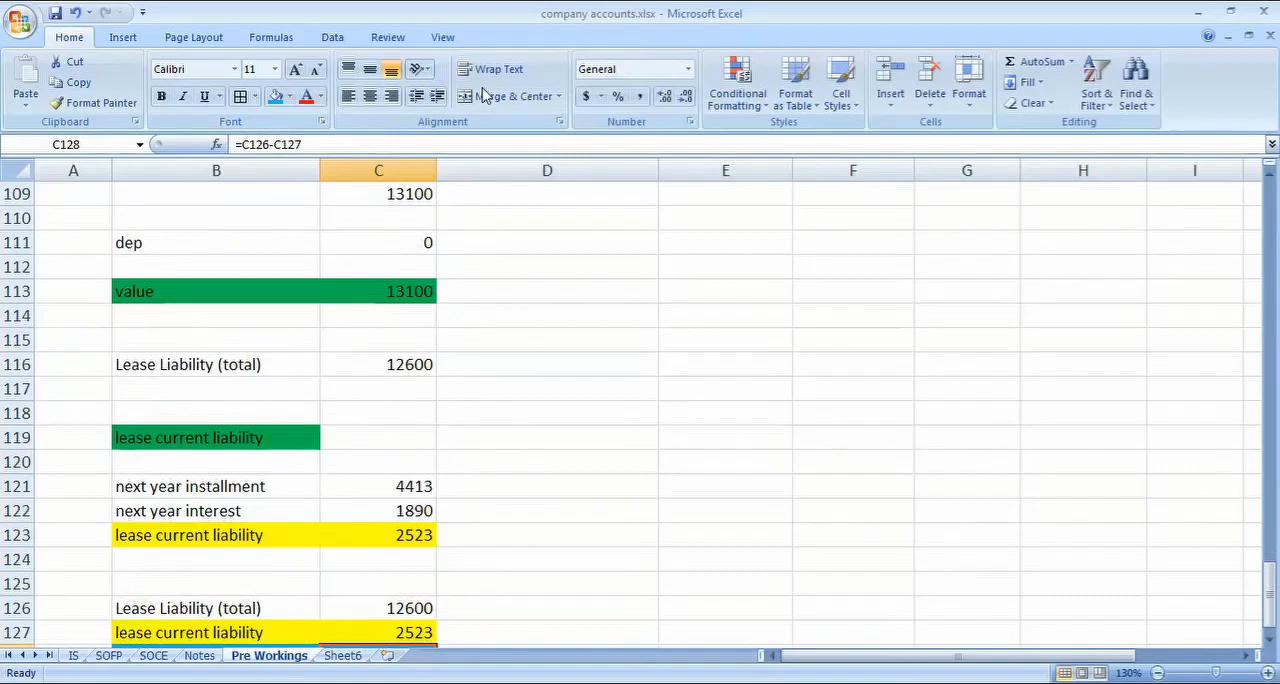 company accounts.xlsx - Microsoft Excel
Home Insert Page Layout Formulas Data Review View
Paste
Cut
Copy
Format Painter
Clipboard
Calibri 11
B I U
Font
Wrap Text
Merge & Center
Alignment
General
$ % ,
Number
Conditional Formatting
Format as Table
Cell Styles
Styles
Insert Delete Format
Cells
Σ AutoSum
Fill
Clear
Sort & Filter
Find & Select
Editing
C128 fx =C126-C127
A B C D E F G H I
109 13100
110
111 dep 0
112
113 value 13100
114
115
116 Lease Liability (total) 12600
117
118
119 lease current liability
120
121 next year installment 4413
122 next year interest 1890
123 lease current liability 2523
124
125
126 Lease Liability (total) 12600
127 lease current liability 2523
IS SOFP SOCE Notes Pre Workings Sheet6
Ready 130%